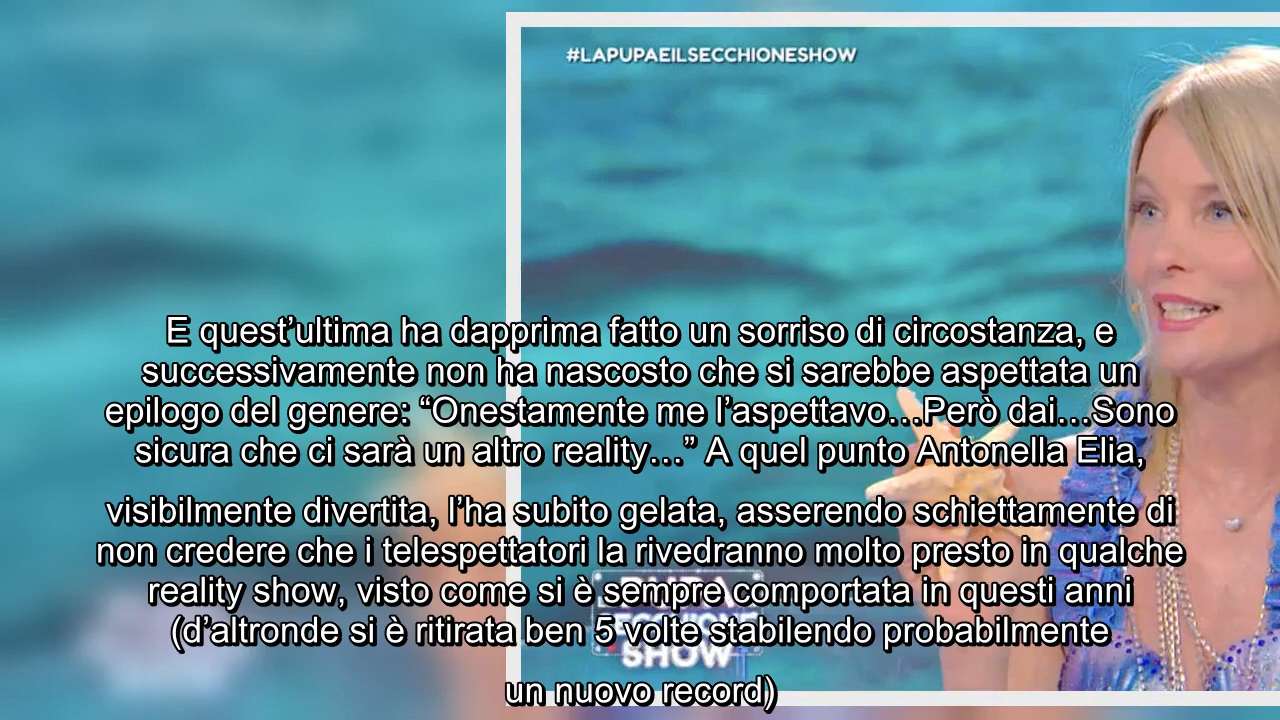 #LAPUPAEILSECCHIONESHOW
E quest’ultima ha dapprima fatto un sorriso di circostanza, e
successivamente non ha nascosto che si sarebbe aspettata un
epilogo del genere: “Onestamente me l’aspettavo…Però dai…Sono
sicura che ci sarà un altro reality…” A quel punto Antonella Elia,
visibilmente divertita, l’ha subito gelata, asserendo schiettamente di
non credere che i telespettatori la rivedranno molto presto in qualche
reality show, visto come si è sempre comportata in questi anni
(d’altronde si è ritirata ben 5 volte stabilendo probabilmente
SHOW
un nuovo record)